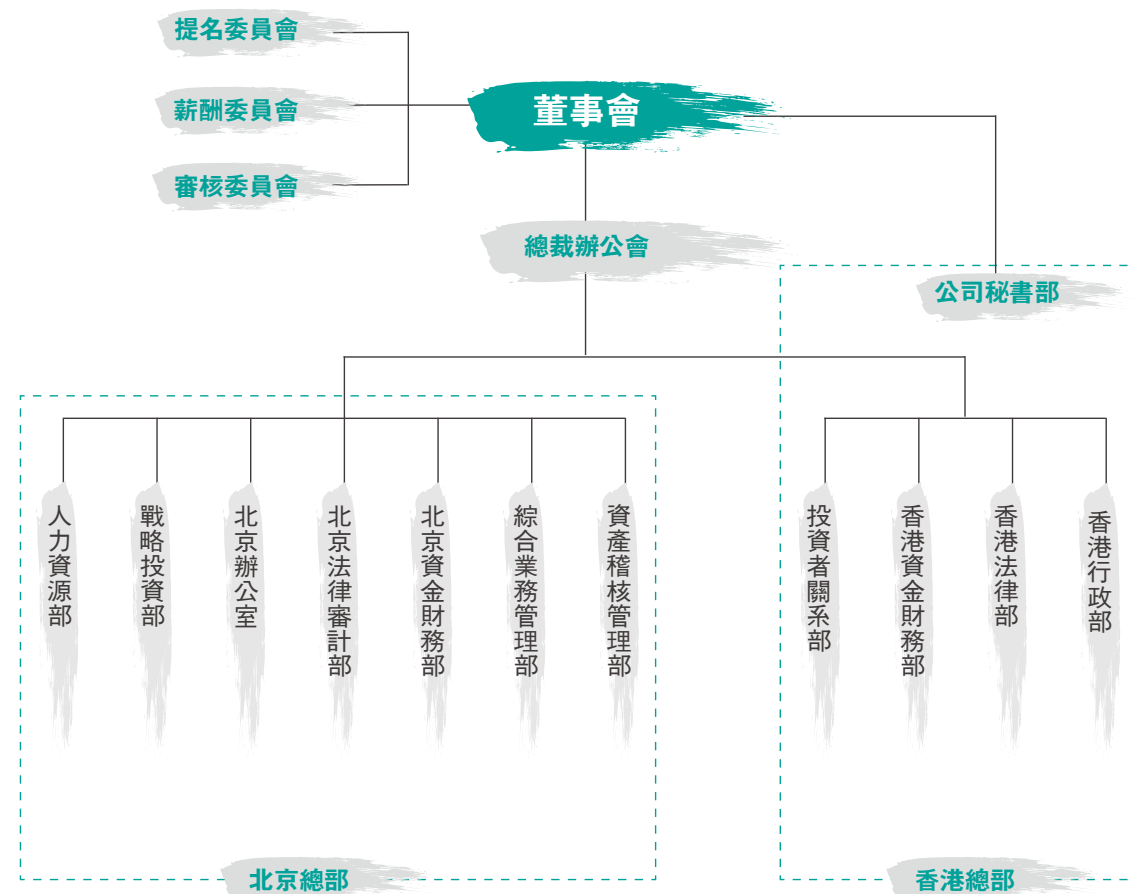 提名委員會
薪酬委員會
審核委員會
董事會
總裁辦公會
公司秘書部
人力資源部
戰略投資部
北京辦公室
北京法律審計部
北京資金財務部
綜合業務管理部
資產稽核管理部
投資者關系部
香港資金財務部
香港法律部
香港行政部
北京總部
香港總部